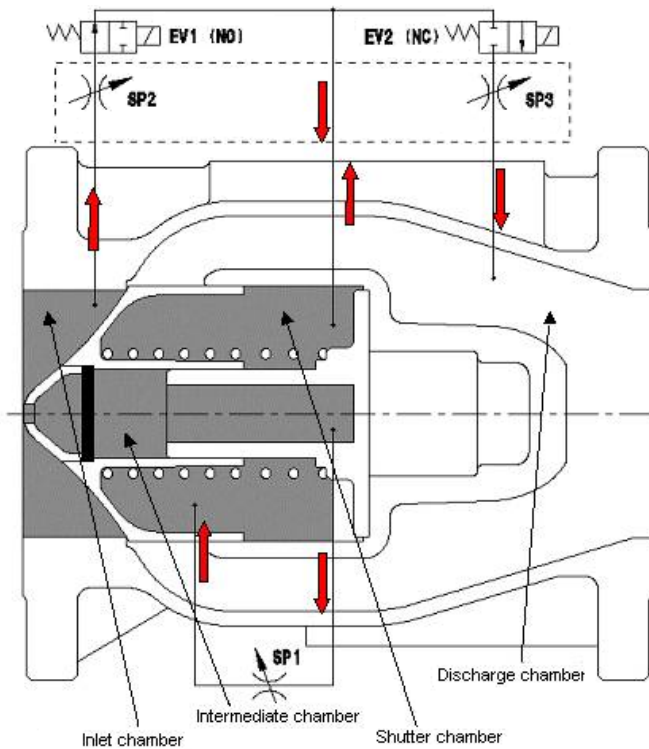 EV1 (NO)
EV2 (NC)
SP2
SP3
SP1
Discharge chamber
Intermediate chamber
Shutter chamber
Inlet chamber